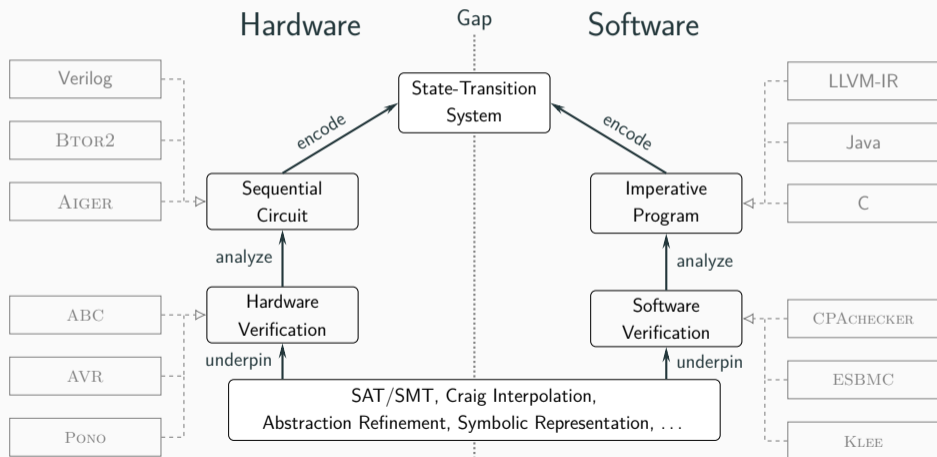 Hardware
Gap
Software
Verilog
State-Transition
System
LLVM-IR
encode
encode
BTOR2
Java
AIGER
Sequential
Circuit
Imperative
Program
C
analyze
analyze
ABC
Hardware
Verification
Software
Verification
CPACHECKER
AVR
underpin
underpin
ESBMC
SAT/SMT, Craig Interpolation,
Abstraction Refinement, Symbolic Representation, ...
PONO
KLEE